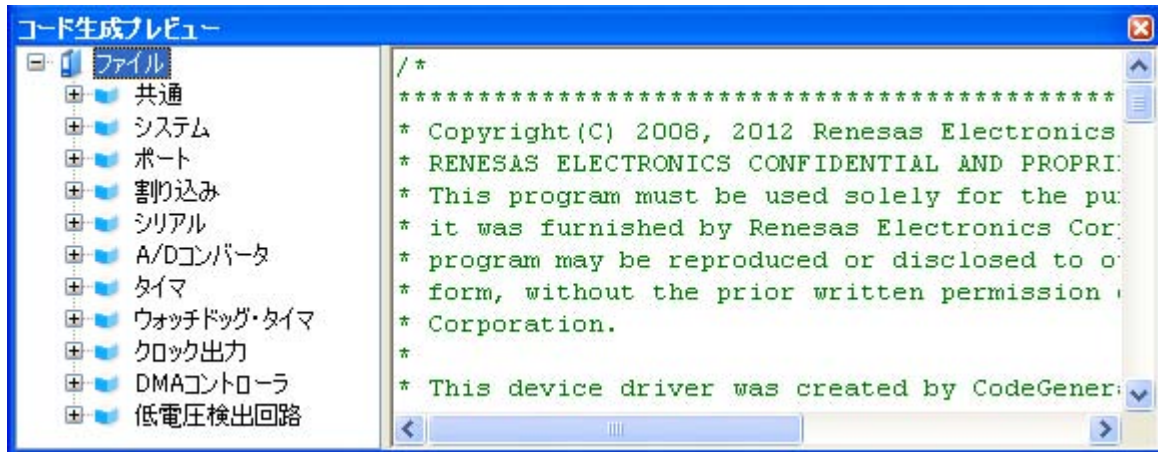 コード生成プレビュー
ファイル
共通
システム
ポート
割り込み
シリアル
A/Dコンバータ
タイマ
ウォッチドッグ・タイマ
クロック出力
DMAコントローラ
低電圧検出回路
/*
*********************************************
* Copyright(C) 2008, 2012 Renesas Electronics
* RENESAS ELECTRONICS CONFIDENTIAL AND
* This program must be used solely for the
* it was furnished by Renesas Electronics
* program may be reproduced or disclosed to
* form, without the prior written permission
* Corporation.
*
* This device driver was created by